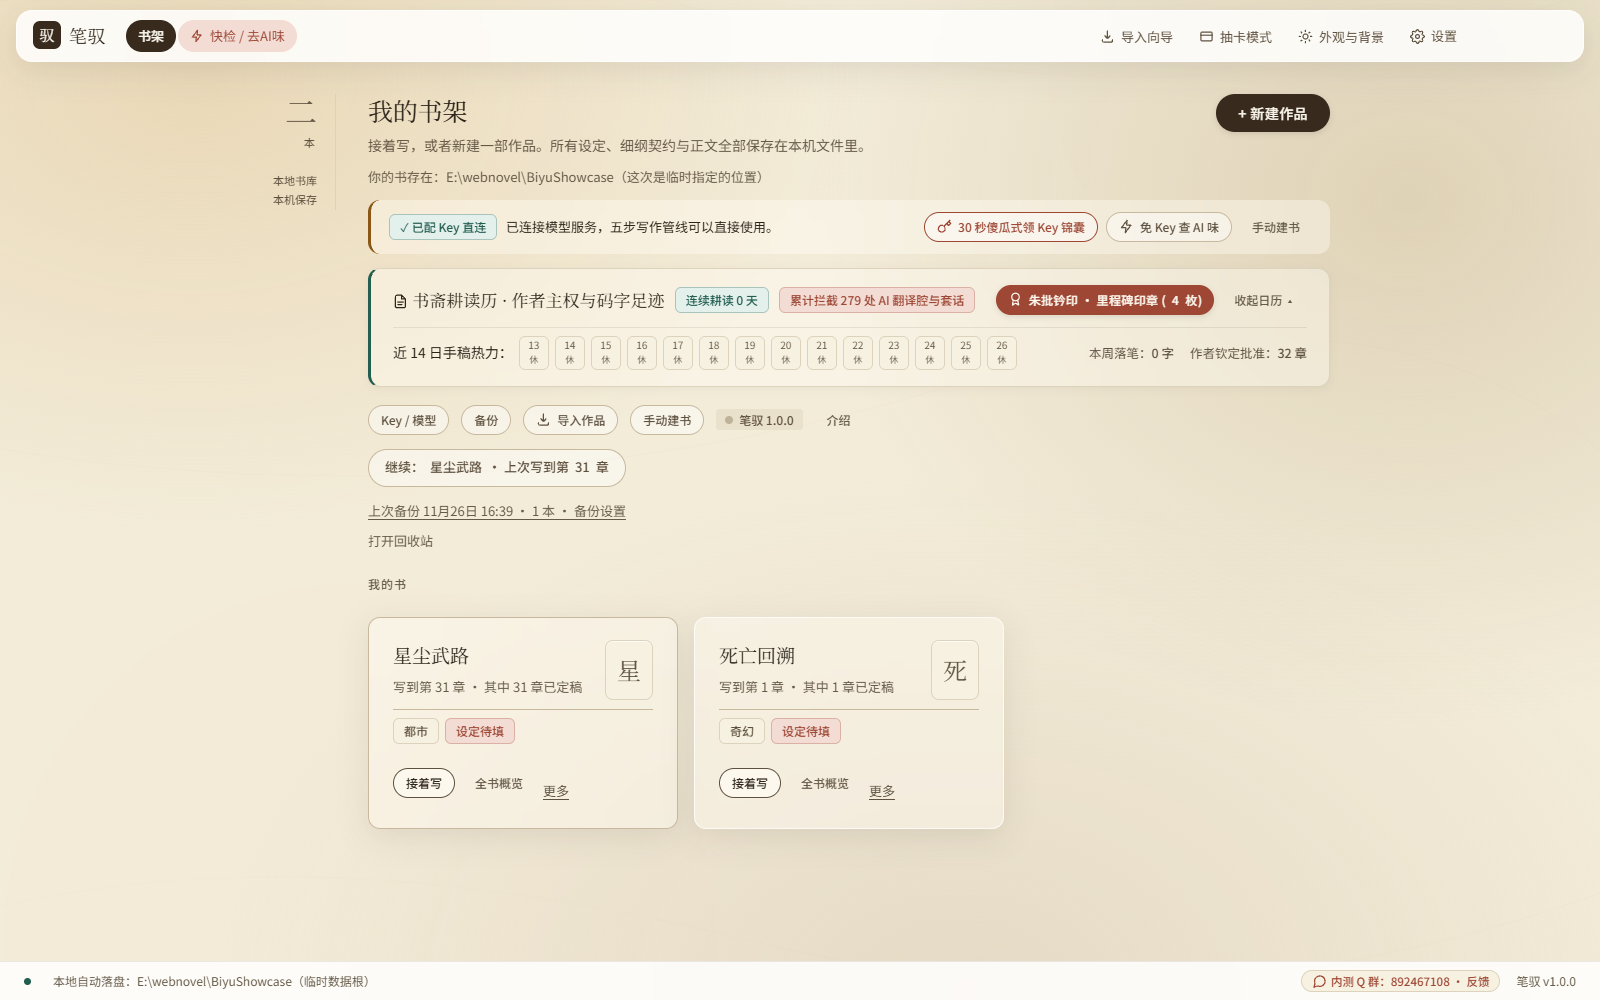 驭 笔驭 书架 快检 / 去AI味 导入向导 抽卡模式 外观与背景 设置
二
本
本地书库
本机保存
我的书架
+ 新建作品
接着写，或者新建一部作品。所有设定、细纲契约与正文全部保存在本机文件里。
你的书存在：E:\webnovel\BiyuShowcase（这次是临时指定的位置）
✓ 已配 Key 直连 已连接模型服务，五步写作管线可以直接使用。 30 秒傻瓜式领 Key 锦囊 免 Key 查 AI 味 手动建书
书斋耕读历 · 作者主权与码字足迹 连续耕读 0 天 累计拦截 279 处 AI 翻译腔与套话 朱批钤印 · 里程碑印章 ( 4 枚) 收起日历 ▴
近 14 日手稿热力： 13 休 14 休 15 休 16 休 17 休 18 休 19 休 20 休 21 休 22 休 23 休 24 休 25 休 26 休 本周落笔：0 字 作者钦定批准：32 章
Key / 模型 备份 导入作品 手动建书 笔驭 1.0.0 介绍
继续： 星尘武路 · 上次写到第 31 章
上次备份 11月26日 16:39 · 1 本 · 备份设置
打开回收站
我的书
星尘武路
星
写到第 31 章 · 其中 31 章已定稿
都市 设定待填
接着写 全书概览 更多
死亡回溯
死
写到第 1 章 · 其中 1 章已定稿
奇幻 设定待填
接着写 全书概览 更多
本地自动落盘：E:\webnovel\BiyuShowcase（临时数据根） 内测 Q 群：892467108 · 反馈 笔驭 v1.0.0